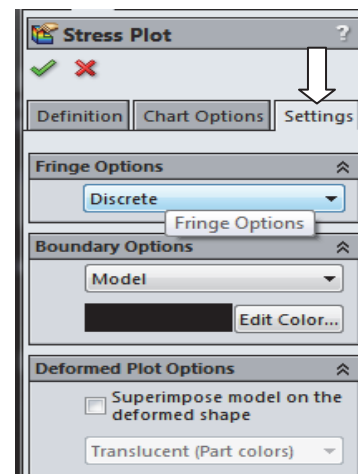 Stress Plot ?
Definition Chart Options Settings
Fringe Options
Discrete
Fringe Options
Boundary Options
Model
Edit Color...
Deformed Plot Options
Superimpose model on the
deformed shape
Translucent (Part colors)